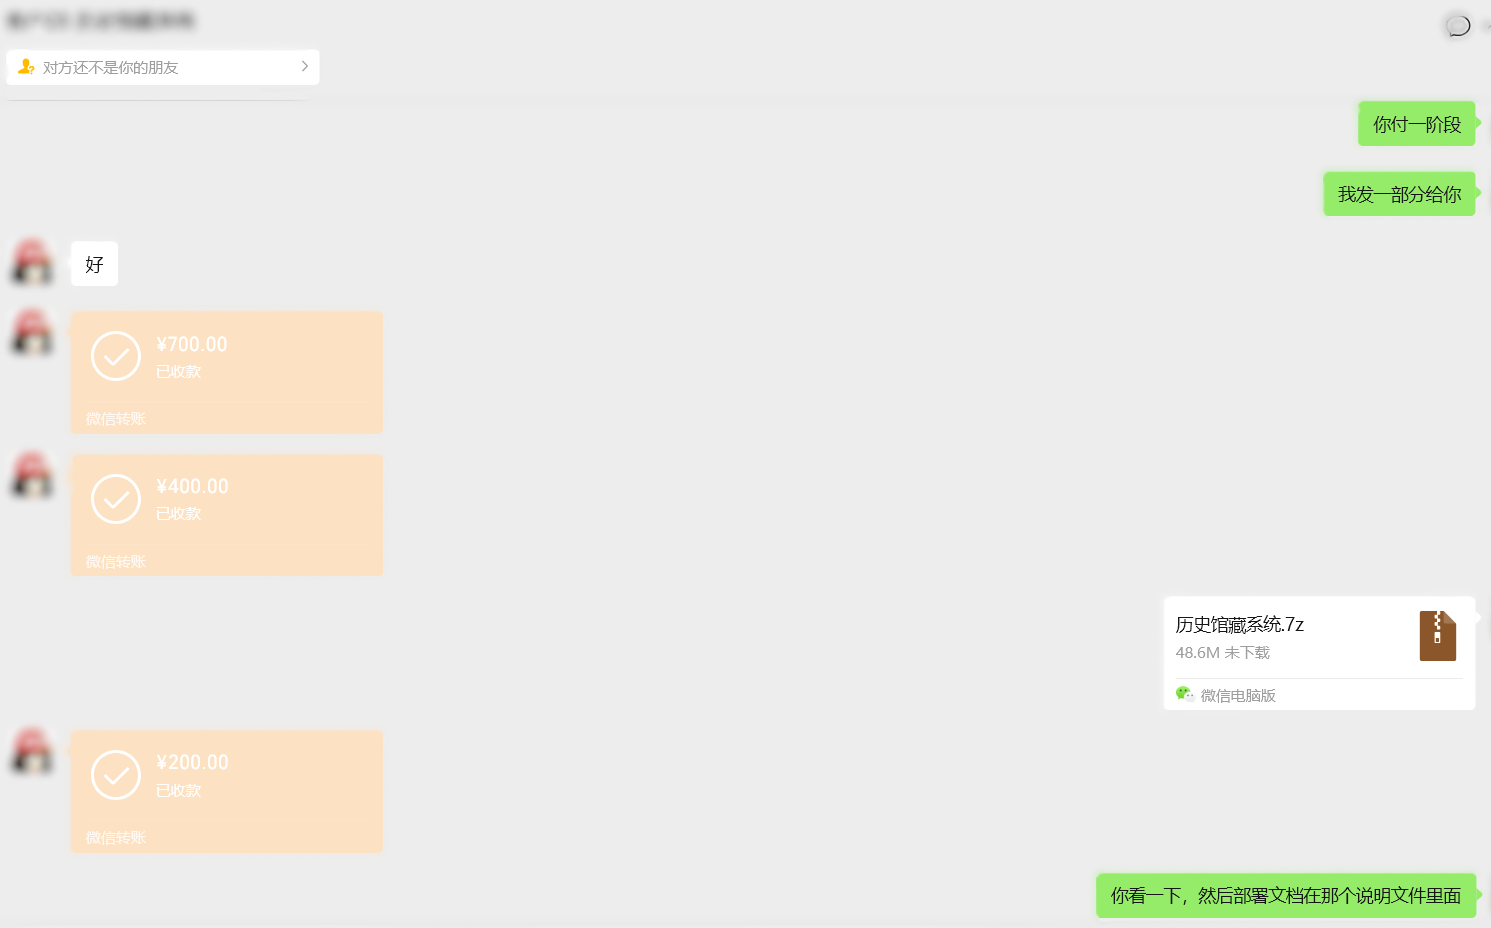 对方还不是你的朋友
你付一阶段
我发一部分给你
好
¥700.00
已收款
微信转账
¥400.00
已收款
微信转账
历史馆藏系统.7z
48.6M 未下载
微信电脑版
¥200.00
已收款
微信转账
你看一下，然后部署文档在那个说明文件里面